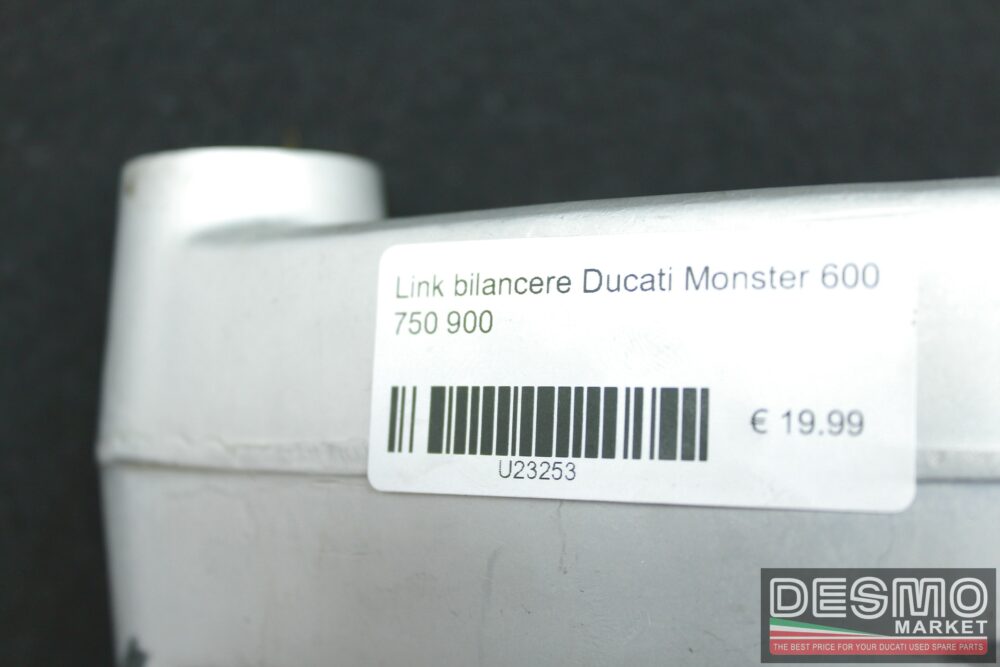 Link bilancere Ducati Monster 600
750 900
€ 19.99
U23253
DESMO
MARKET
THE BEST PRICE FOR YOUR DUCATI USED SPARE PARTS